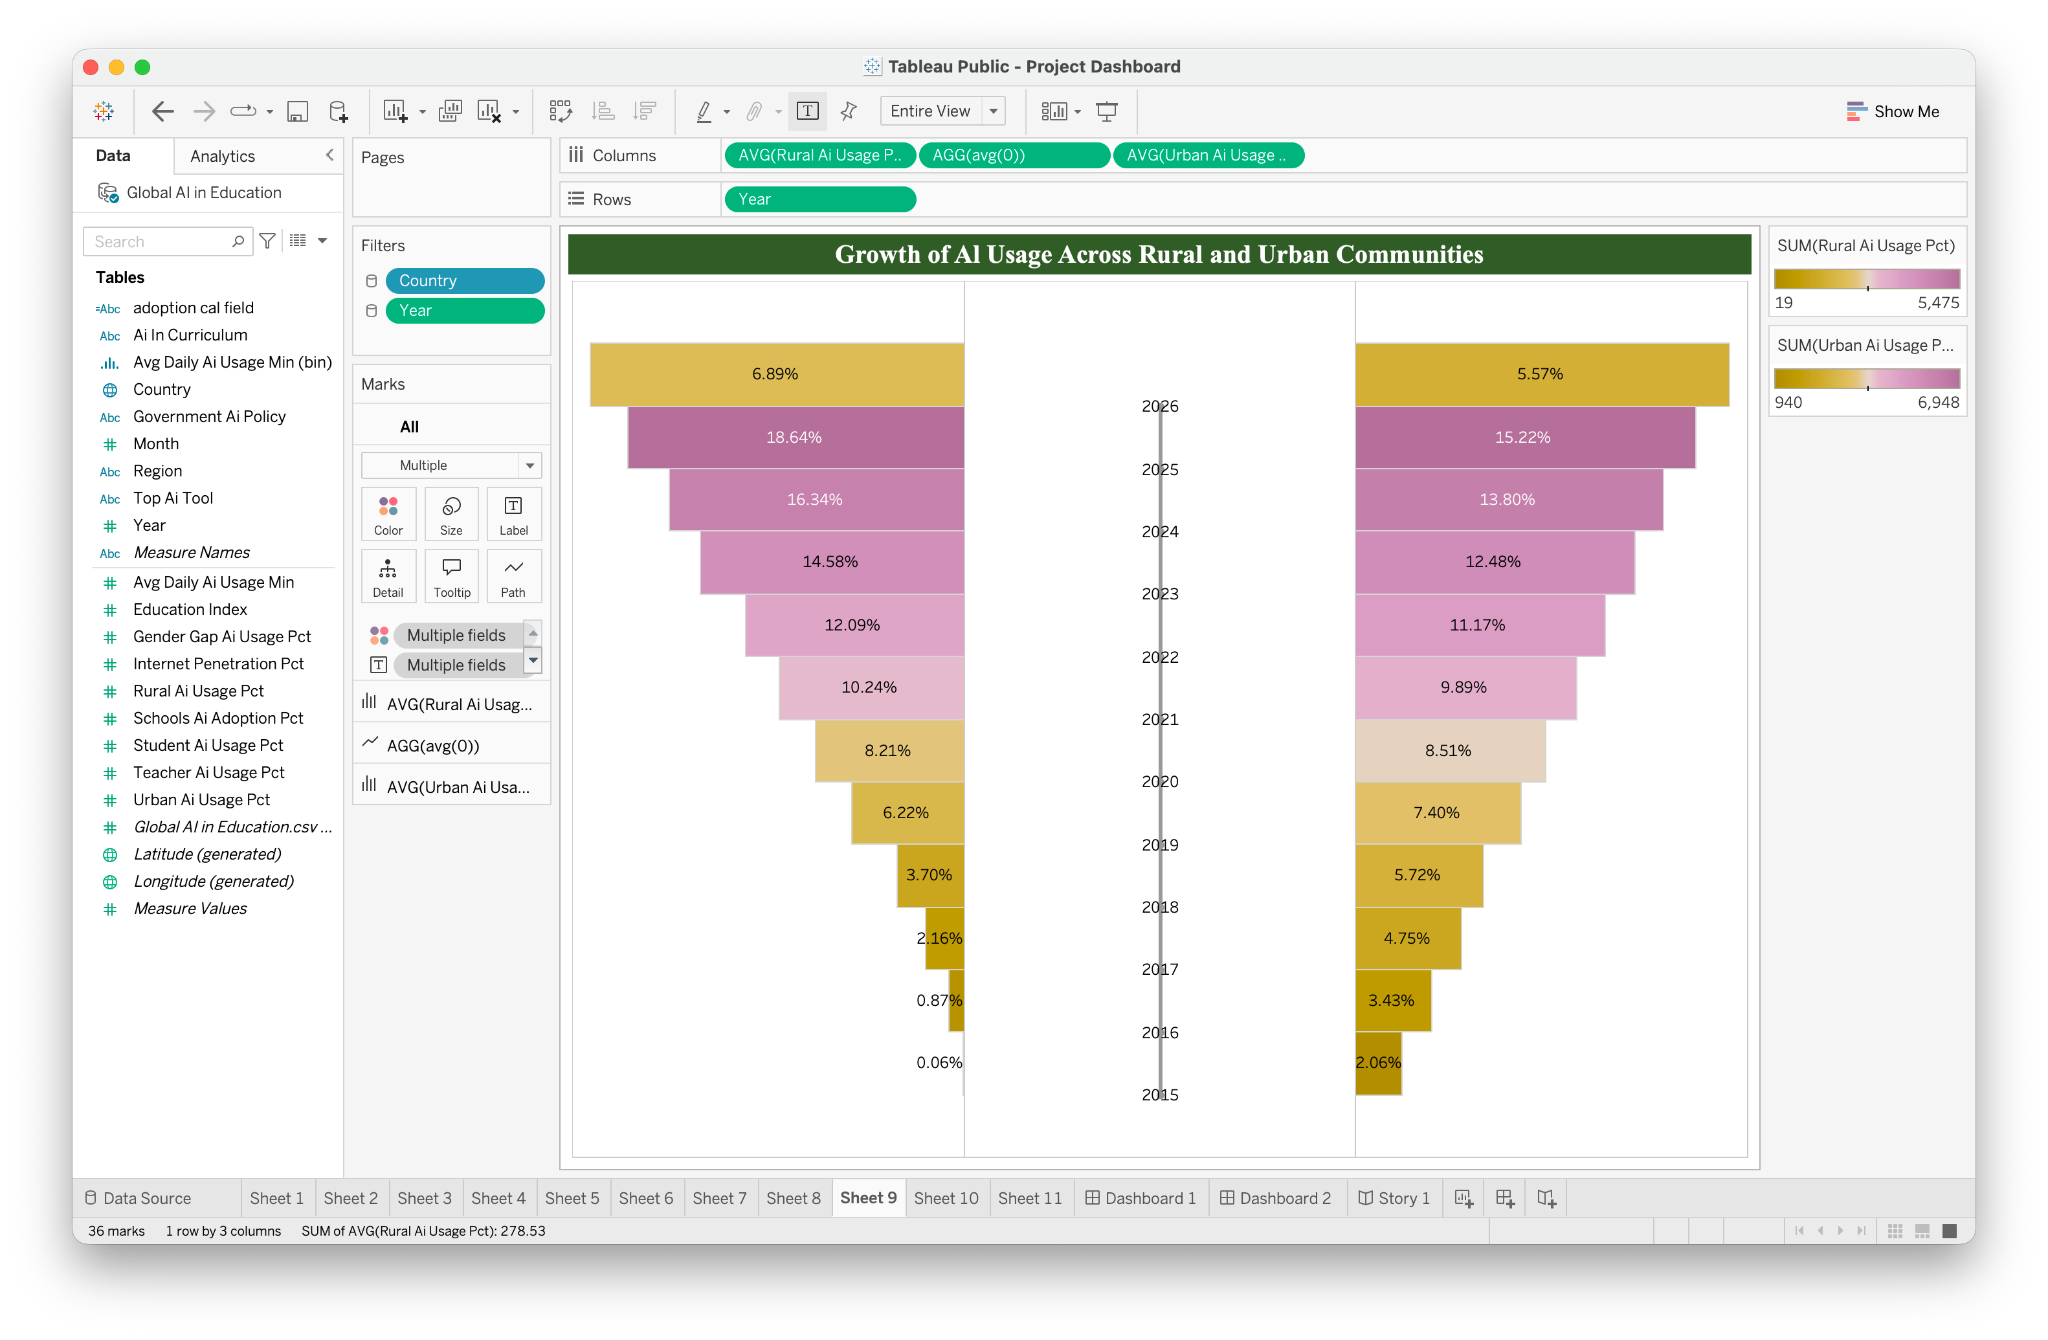 Tableau Public - Project Dashboard
Entire View
Show Me
Data
Analytics
Global AI in Education
Search
Tables
adoption cal field
Ai In Curriculum
Avg Daily Ai Usage Min (bin)
Country
Government Ai Policy
Month
Region
Top Ai Tool
Year
Measure Names
Avg Daily Ai Usage Min
Education Index
Gender Gap Ai Usage Pct
Internet Penetration Pct
Rural Ai Usage Pct
Schools Ai Adoption Pct
Student Ai Usage Pct
Teacher Ai Usage Pct
Urban Ai Usage Pct
Global AI in Education.csv ...
Latitude (generated)
Longitude (generated)
Measure Values
Pages
Filters
Country
Year
Marks
All
Multiple
Color Size Label
Detail Tooltip Path
Multiple fields
Multiple fields
AVG(Rural Ai Usag...
AGG(avg(0))
AVG(Urban Ai Usa...
Columns AVG(Rural Ai Usage P.. AGG(avg(0)) AVG(Urban Ai Usage ..
Rows Year
Growth of Al Usage Across Rural and Urban Communities
6.89% 5.57%
2026
18.64% 15.22%
2025
16.34% 13.80%
2024
14.58% 12.48%
2023
12.09% 11.17%
2022
10.24% 9.89%
2021
8.21% 8.51%
2020
6.22% 7.40%
2019
3.70% 5.72%
2018
2.16% 4.75%
2017
0.87% 3.43%
2016
0.06% 2.06%
2015
SUM(Rural Ai Usage Pct)
19 5,475
SUM(Urban Ai Usage P...
940 6,948
Data Source Sheet 1 Sheet 2 Sheet 3 Sheet 4 Sheet 5 Sheet 6 Sheet 7 Sheet 8 Sheet 9 Sheet 10 Sheet 11 Dashboard 1 Dashboard 2 Story 1
36 marks 1 row by 3 columns SUM of AVG(Rural Ai Usage Pct): 278.53